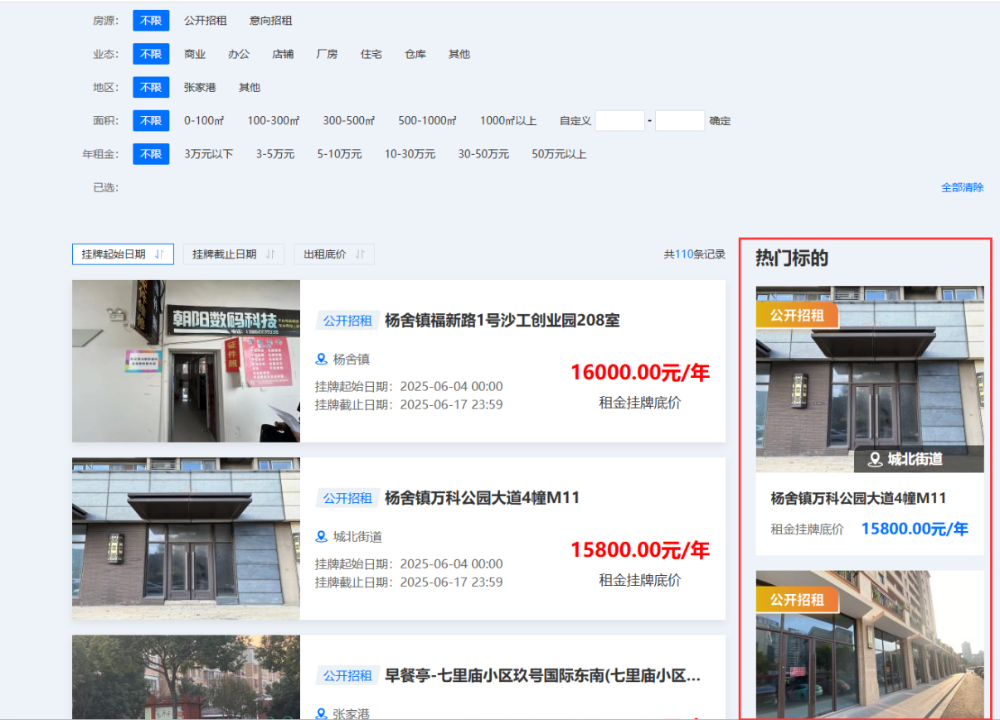 房源： 不限 公开招租 意向招租
业态： 不限 商业 办公 店铺 厂房 住宅 仓库 其他
地区： 不限 张家港 其他
面积： 不限 0-100㎡ 100-300㎡ 300-500㎡ 500-1000㎡ 1000㎡以上 自定义 - 确定
年租金： 不限 3万元以下 3-5万元 5-10万元 10-30万元 30-50万元 50万元以上
已选： 全部清除
挂牌起始日期 挂牌截止日期 出租底价 共110条记录
朝阳数码科技
证件照
公开招租 杨舍镇福新路1号沙工创业园208室
杨舍镇
16000.00元/年
挂牌起始日期：2025-06-04 00:00
租金挂牌底价
挂牌截止日期：2025-06-17 23:59
公开招租 杨舍镇万科公园大道4幢M11
城北街道
15800.00元/年
挂牌起始日期：2025-06-04 00:00
租金挂牌底价
挂牌截止日期：2025-06-17 23:59
公开招租 早餐亭-七里庙小区玖号国际东南(七里庙小区...
张家港
热门标的
公开招租
城北街道
杨舍镇万科公园大道4幢M11
租金挂牌底价 15800.00元/年
公开招租